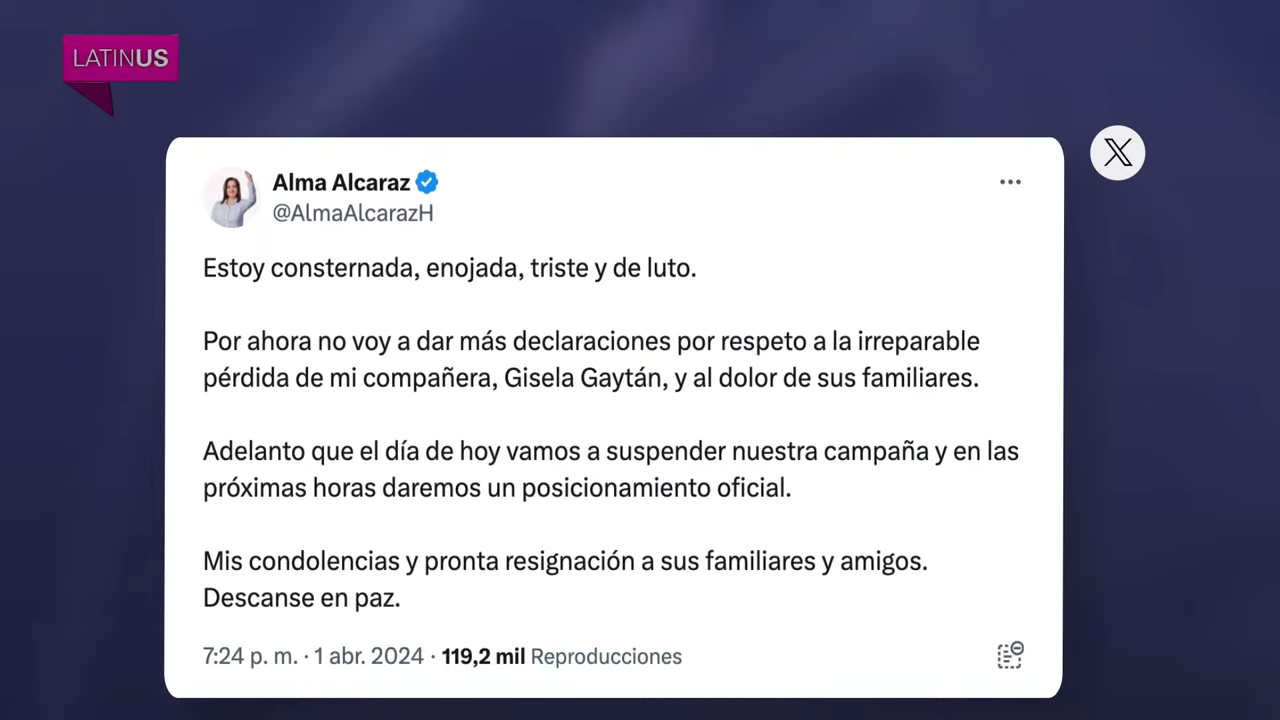 LATINUS
Alma Alcaraz
@AlmaAlcarazH
Estoy consternada, enojada, triste y de luto.
Por ahora no voy a dar más declaraciones por respeto a la irreparable
pérdida de mi compañera, Gisela Gaytán, y al dolor de sus familiares.
Adelanto que el día de hoy vamos a suspender nuestra campaña y en las
próximas horas daremos un posicionamiento oficial.
Mis condolencias y pronta resignación a sus familiares y amigos.
Descanse en paz.
7:24 p. m. · 1 abr. 2024 · 119,2 mil Reproducciones